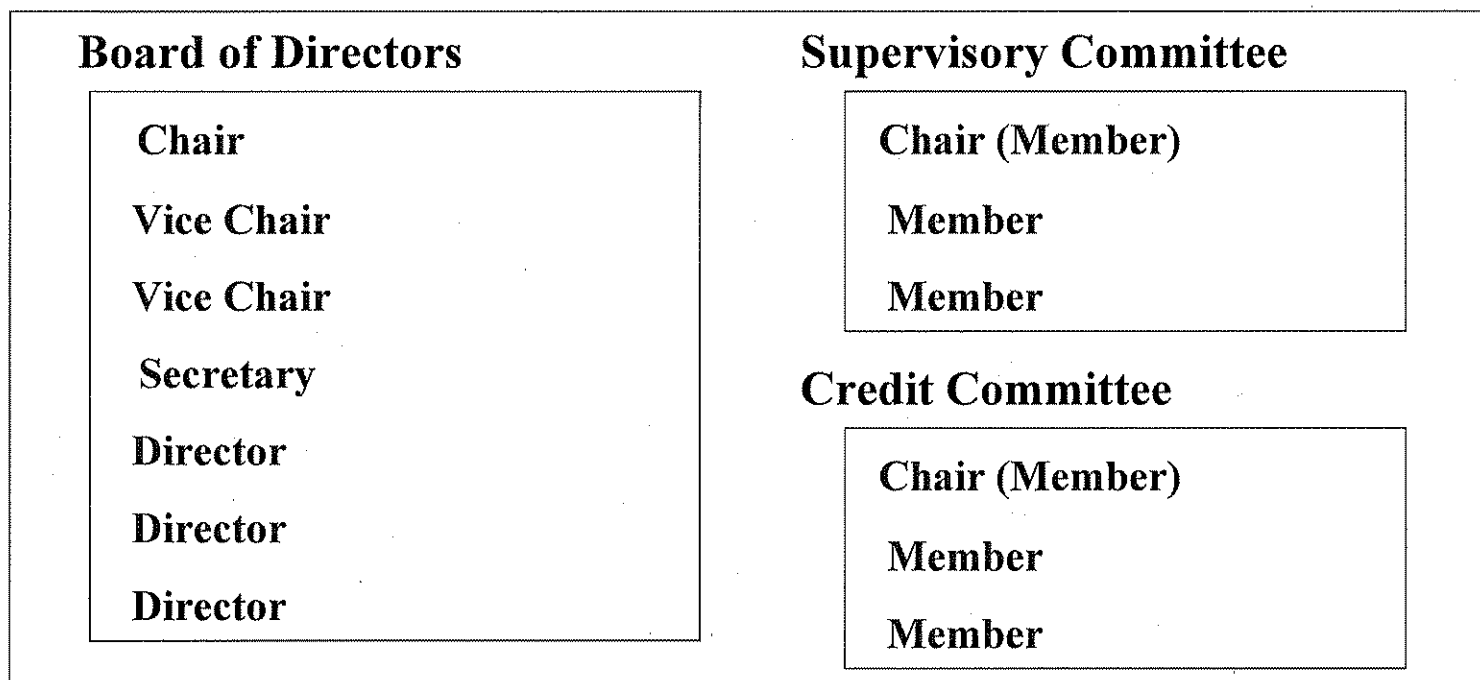 Board of Directors
Chair
Vice Chair
Vice Chair
Secretary
Director
Director
Director
Supervisory Committee
Chair (Member)
Member
Member
Credit Committee
Chair (Member)
Member
Member